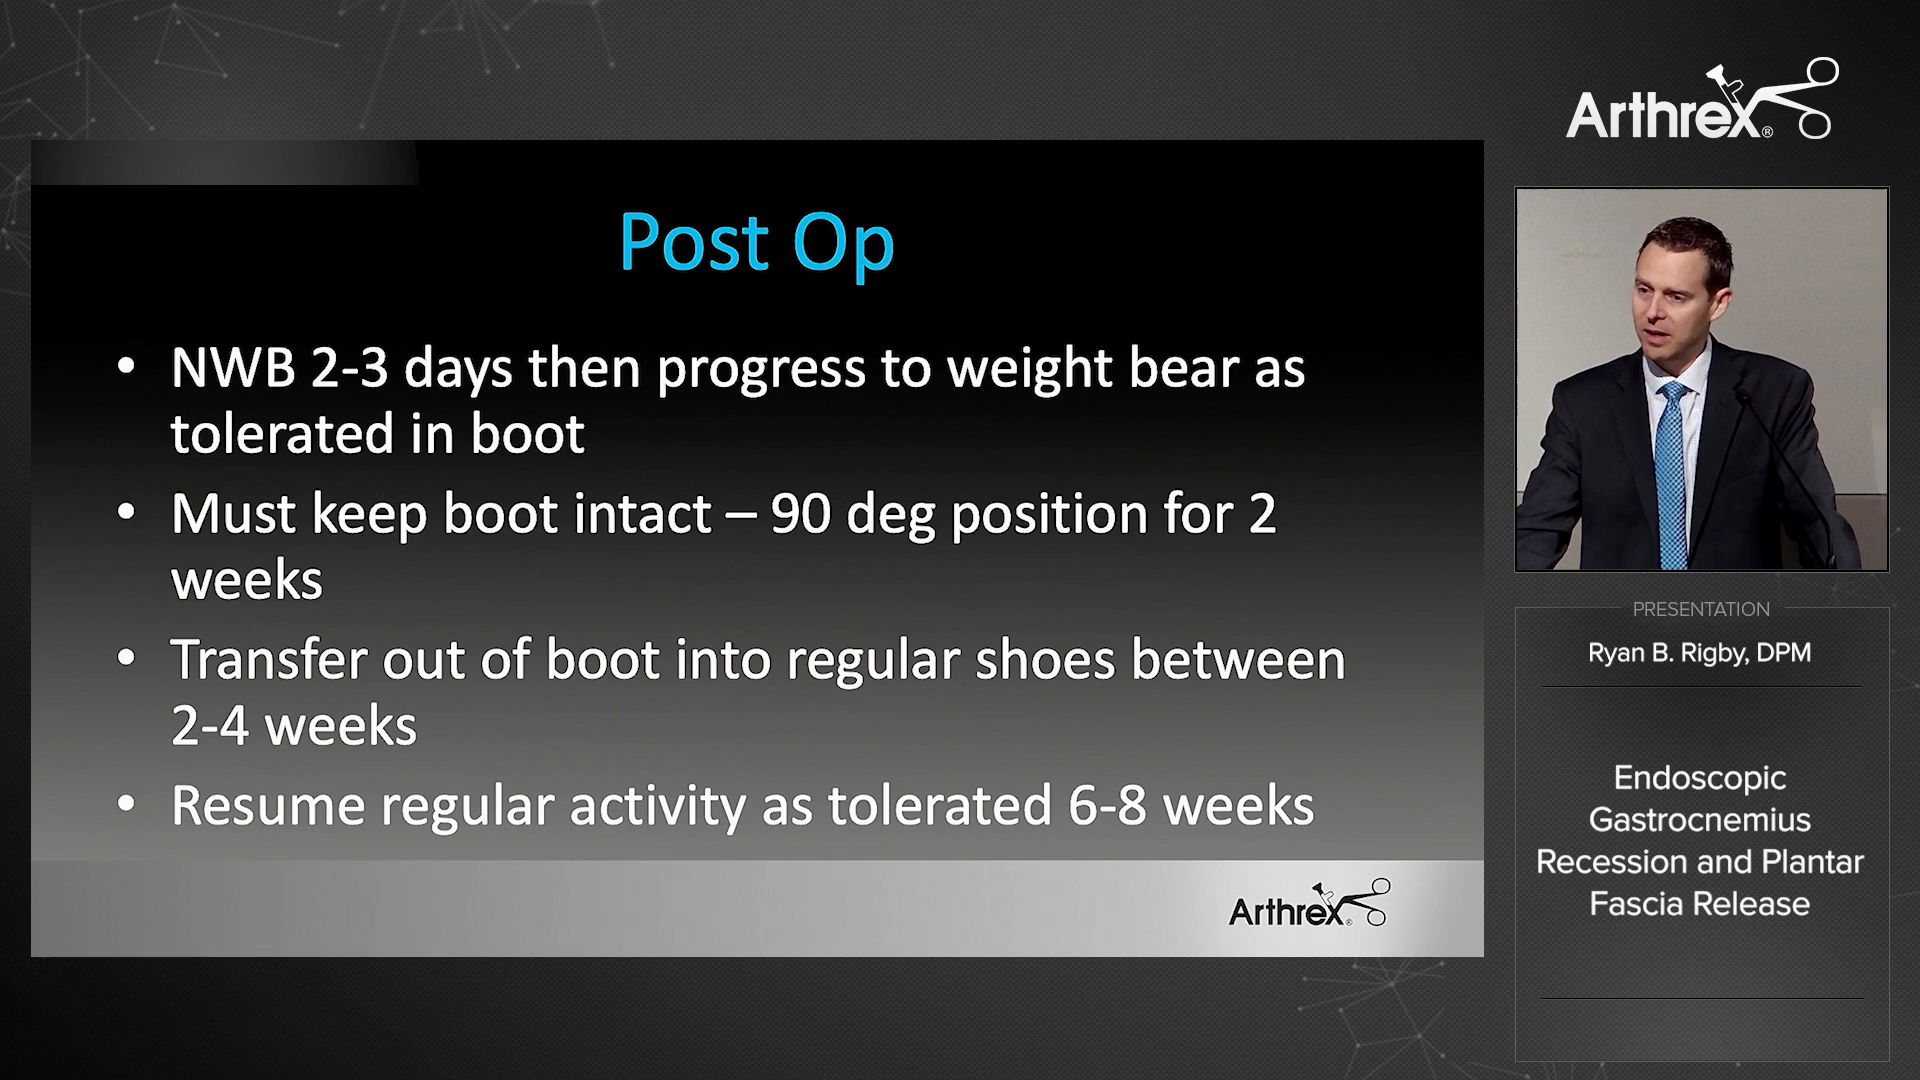 Arthrex®
Post Op
• NWB 2-3 days then progress to weight bear as
tolerated in boot
• Must keep boot intact – 90 deg position for 2
weeks
• Transfer out of boot into regular shoes between
2-4 weeks
• Resume regular activity as tolerated 6-8 weeks
Arthrex®
PRESENTATION
Ryan B. Rigby, DPM
Endoscopic
Gastrocnemius
Recession and Plantar
Fascia Release